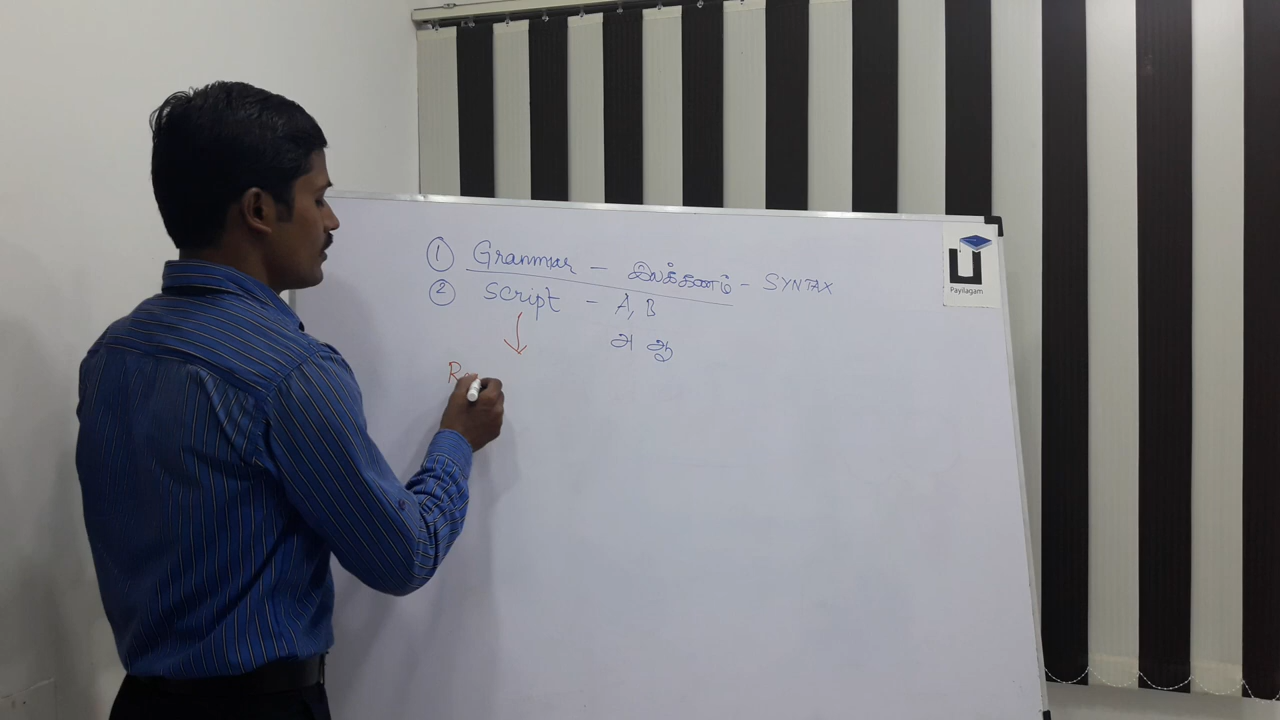 ① Grammar – இலக்கணம் – SYNTAX
② Script – A, B
அ ஆ
Payilagam